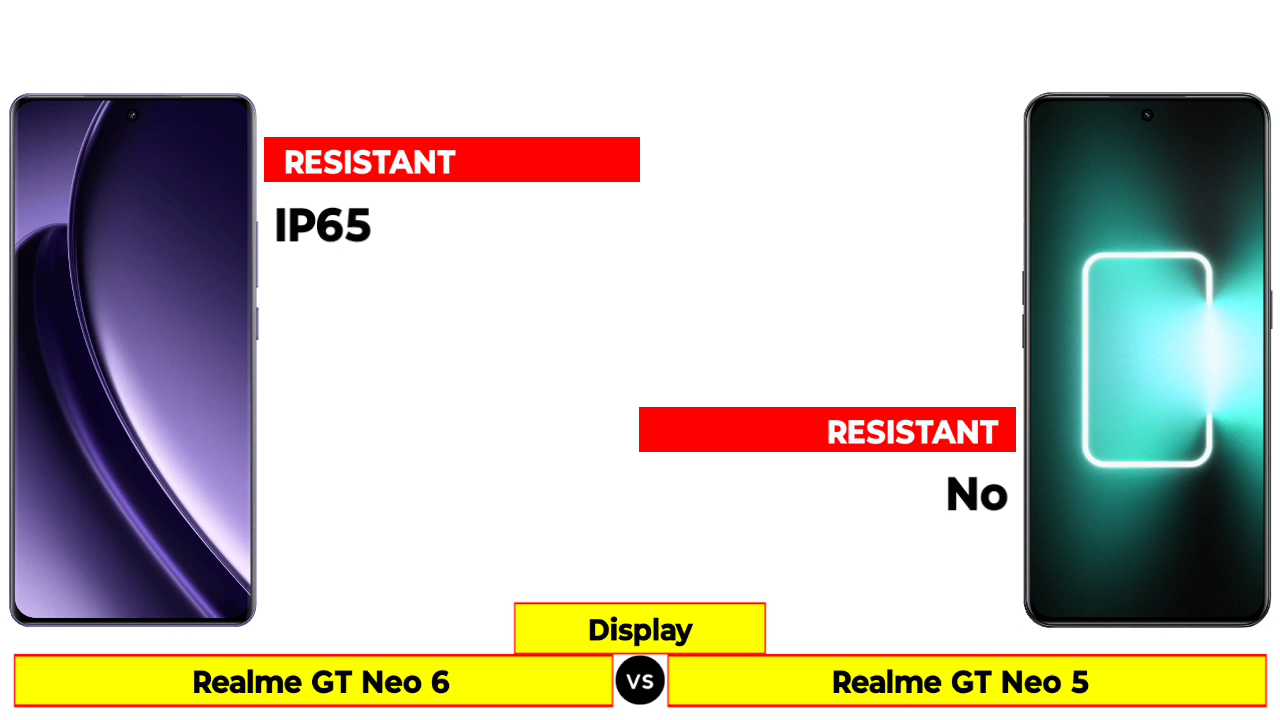 RESISTANT
IP65
RESISTANT
No
Display
Realme GT Neo 6
VS
Realme GT Neo 5